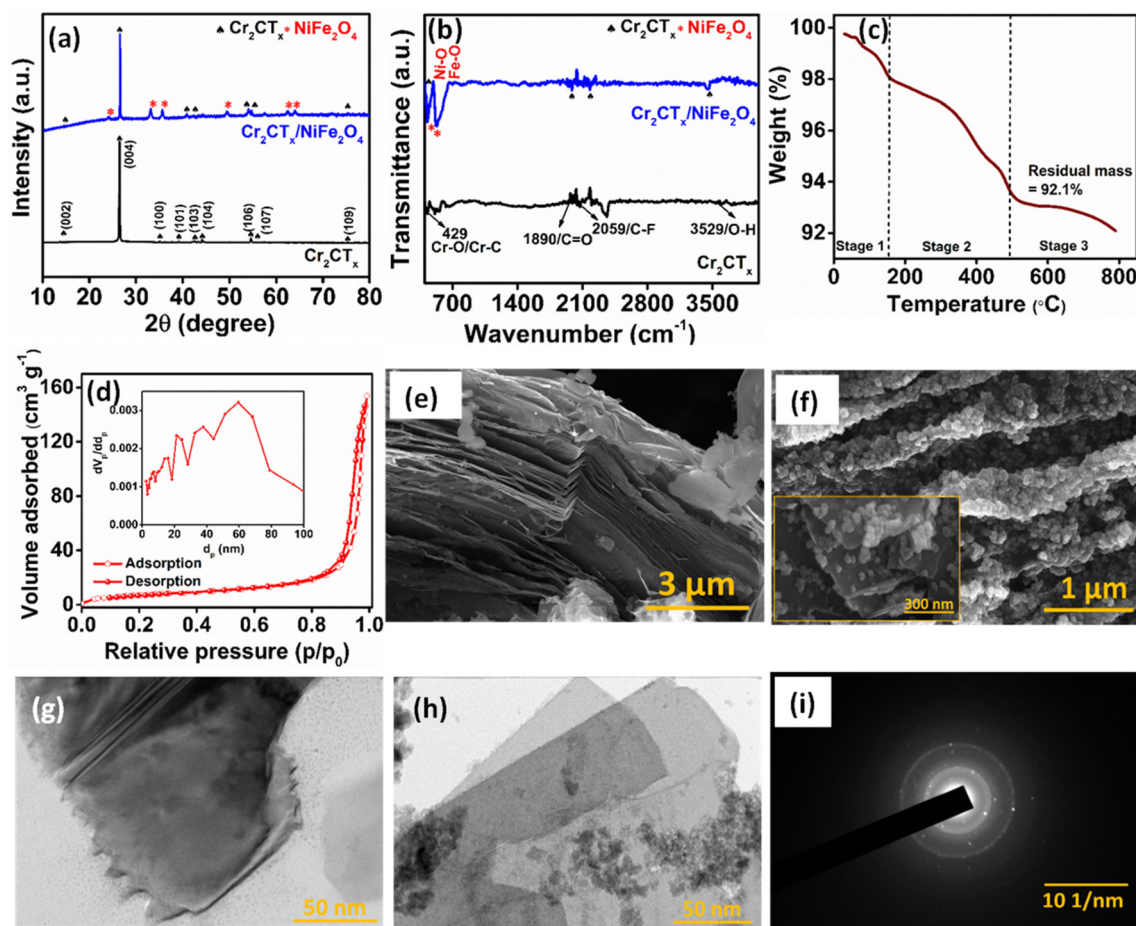 (a)
♠ Cr₂CTₓ * NiFe₂O₄
Cr₂CTₓ/NiFe₂O₄
(004)
(002)
(100)
(101)
(103)
(104)
(106)
(107)
(109)
Cr₂CTₓ
Intensity (a.u.)
10 20 30 40 50 60 70 80
2θ (degree)
(b)
♠ Cr₂CTₓ * NiFe₂O₄
Ni-O
Fe-O
Cr₂CTₓ/NiFe₂O₄
429
Cr-O/Cr-C
1890/C=O
2059/C-F
3529/O-H
Cr₂CTₓ
Transmittance (a.u.)
700 1400 2100 2800 3500
Wavenumber (cm⁻¹)
(c)
100
98
96
94
92
Weight (%)
Residual mass
= 92.1%
Stage 1
Stage 2
Stage 3
0 200 400 600 800
Temperature (°C)
(d)
160
120
80
40
0
Volume adsorbed (cm³ g⁻¹)
0.003
0.002
0.001
0.000
dVₚ/ddₚ
0 20 40 60 80 100
dₚ (nm)
Adsorption
Desorption
0.0 0.2 0.4 0.6 0.8 1.0
Relative pressure (p/p₀)
(e)
3 µm
(f)
300 nm
1 µm
(g)
50 nm
(h)
50 nm
(i)
10 1/nm